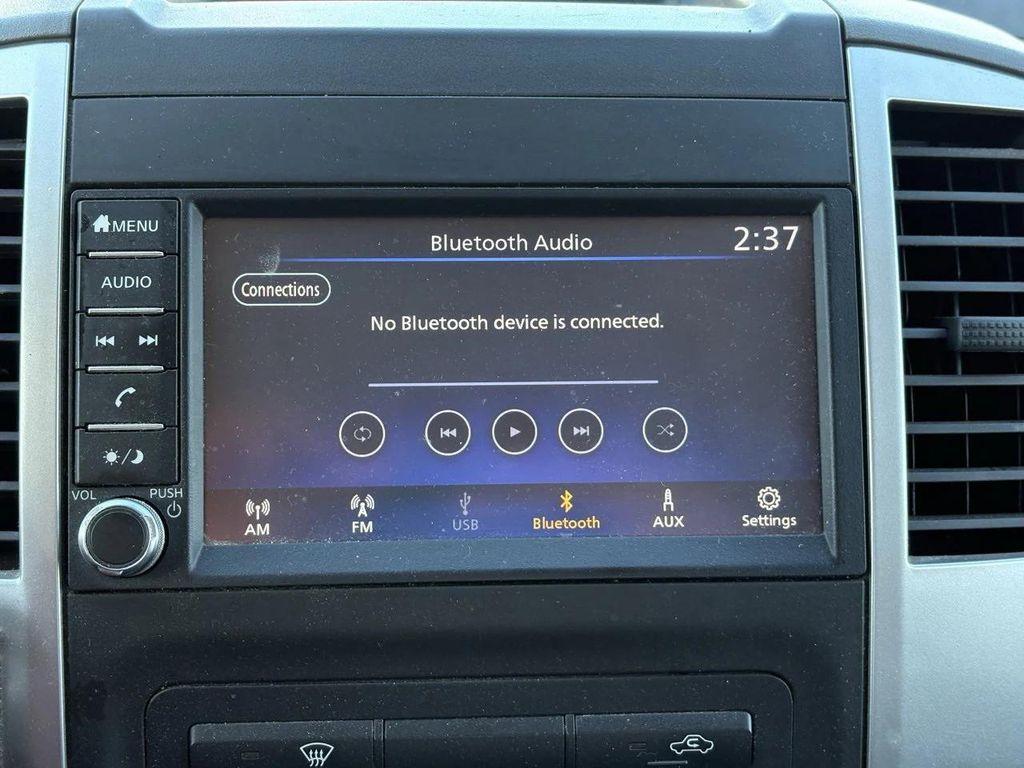 MENU
AUDIO
VOL
PUSH
Bluetooth Audio
2:37
Connections
No Bluetooth device is connected.
AM
FM
USB
Bluetooth
AUX
Settings